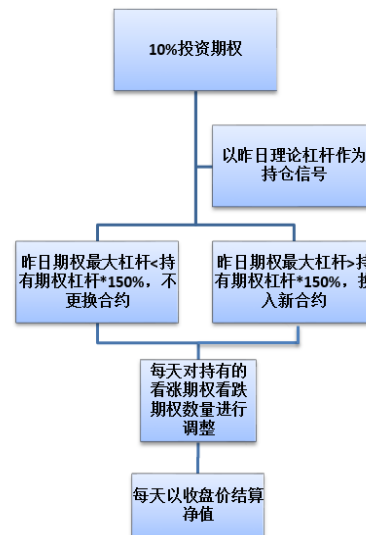 10%投资期权
以昨日理论杠杆作为
持仓信号
昨日期权最大杠杆<持
有期权杠杆*150%，不
更换合约
昨日期权最大杠杆>持
有期权杠杆*150%，换
入新合约
每天对持有的
看涨期权看跌
期权数量进行
调整
每天以收盘价结算
净值